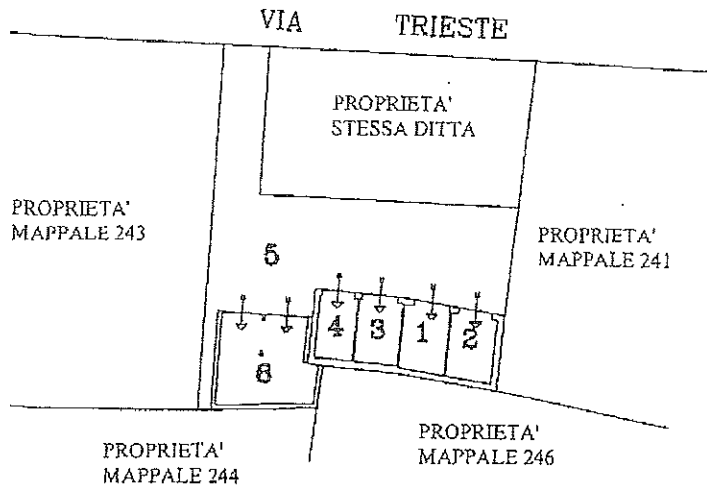 VIA TRIESTE
PROPRIETA'
STESSA DITTA
PROPRIETA'
MAPPALE 243
PROPRIETA'
MAPPALE 241
5
4 3 1 2
8
PROPRIETA'
MAPPALE 244
PROPRIETA'
MAPPALE 246